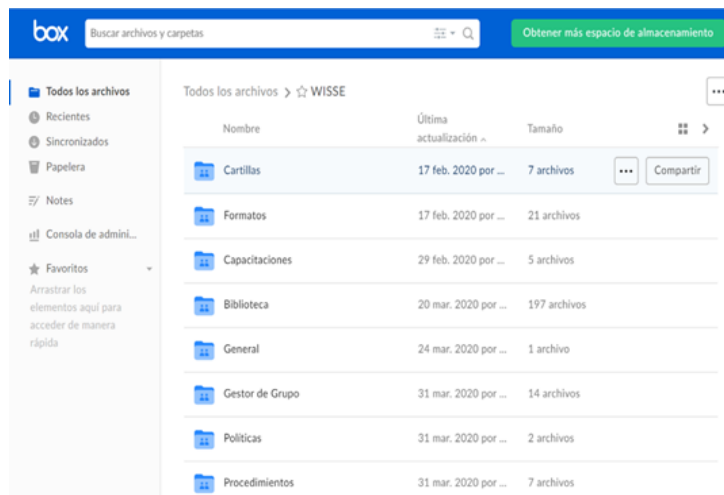 box
Buscar archivos y carpetas
Obtener más espacio de almacenamiento
Todos los archivos
Recientes
Sincronizados
Papelera
Notes
Consola de admini...
Favoritos
Arrastrar los
elementos aquí para
acceder de manera
rápida
Todos los archivos > WISSE
Nombre
Última
actualización
Tamaño
Cartillas 17 feb. 2020 por ... 7 archivos Compartir
Formatos 17 feb. 2020 por ... 21 archivos
Capacitaciones 29 feb. 2020 por ... 5 archivos
Biblioteca 20 mar. 2020 por ... 197 archivos
General 24 mar. 2020 por ... 1 archivo
Gestor de Grupo 31 mar. 2020 por ... 14 archivos
Políticas 31 mar. 2020 por ... 2 archivos
Procedimientos 31 mar. 2020 por ... 7 archivos